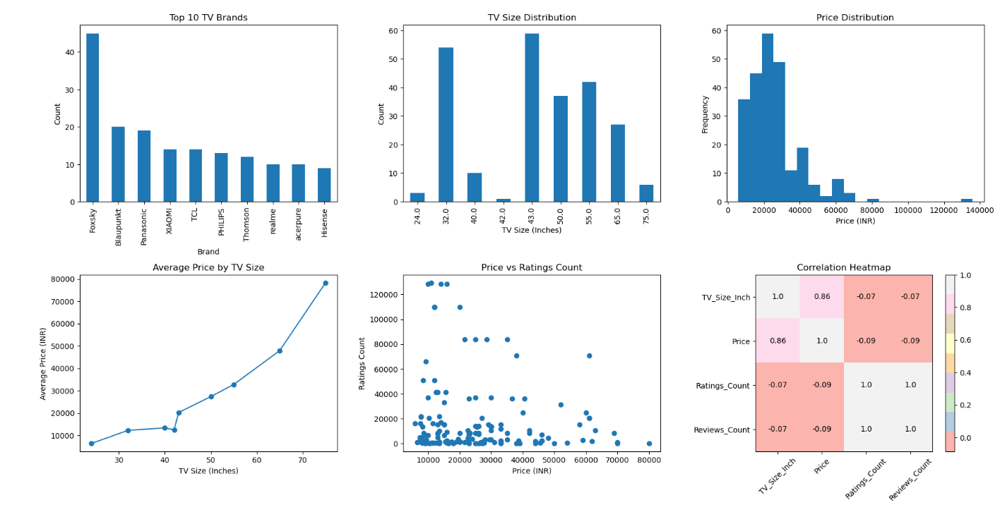 Top 10 TV Brands
Count
40
30
20
10
0
Foxsky
Blaupunkt
Panasonic
XIAOMI
TCL
PHILIPS
Thomson
realme
acerpure
Hisense
Brand
TV Size Distribution
Count
60
50
40
30
20
10
0
24.0
32.0
40.0
42.0
43.0
50.0
55.0
65.0
75.0
TV Size (Inches)
Price Distribution
Frequency
60
50
40
30
20
10
0
0 20000 40000 60000 80000 100000 120000 140000
Price (INR)
Average Price by TV Size
Average Price (INR)
80000
70000
60000
50000
40000
30000
20000
10000
30 40 50 60 70
TV Size (Inches)
Price vs Ratings Count
Ratings Count
120000
100000
80000
60000
40000
20000
0
10000 20000 30000 40000 50000 60000 70000 80000
Price (INR)
Correlation Heatmap
TV_Size_Inch 1.0 0.86 -0.07 -0.07
Price 0.86 1.0 -0.09 -0.09
Ratings_Count -0.07 -0.09 1.0 1.0
Reviews_Count -0.07 -0.09 1.0 1.0
TV_Size_Inch
Price
Ratings_Count
Reviews_Count
1.0
0.8
0.6
0.4
0.2
0.0